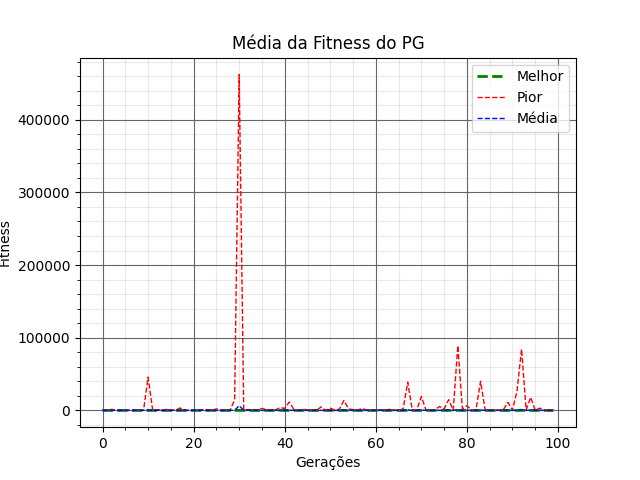 Média da Fitness do PG
Melhor
Pior
Média
400000
300000
200000
100000
0
Fitness
0 20 40 60 80 100
Gerações